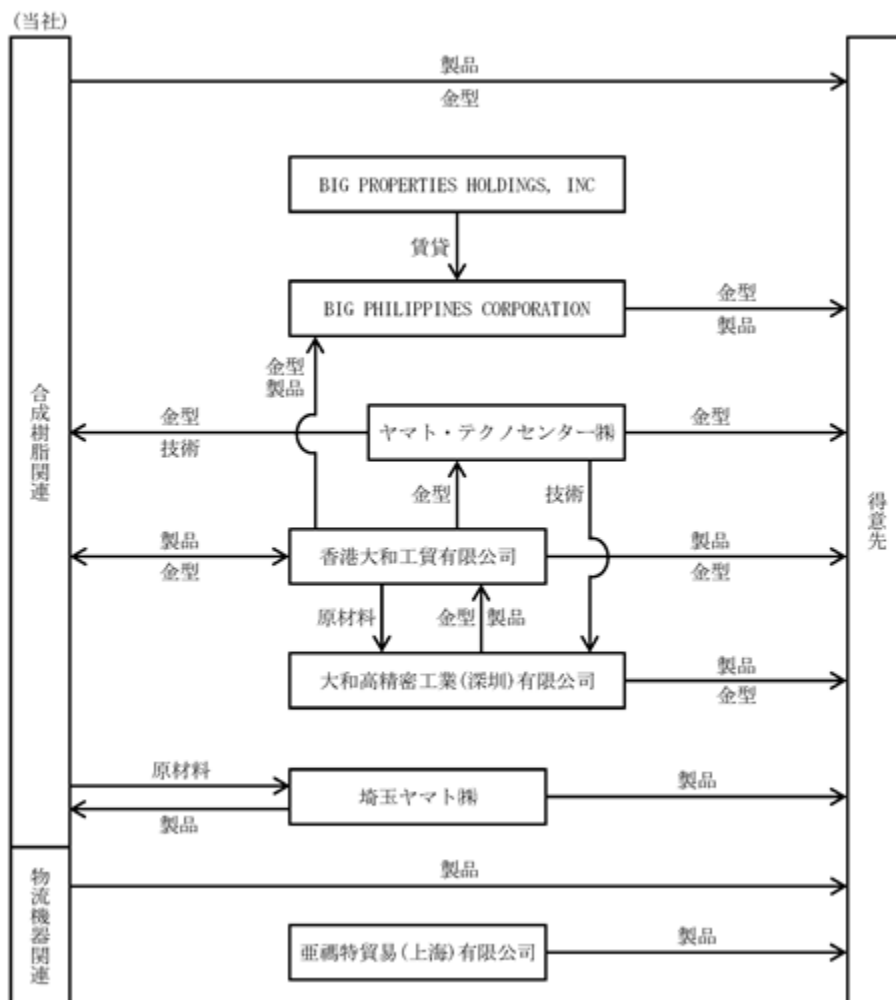 (当社)
製品
金型
BIG PROPERTIES HOLDINGS, INC
賃貸
BIG PHILIPPINES CORPORATION
金型
製品
金型
製品
合成樹脂関連
金型
技術
ヤマト・テクノセンター㈱
金型
金型
技術
得意先
製品
金型
香港大和工貿有限公司
製品
金型
原材料
金型
製品
大和高精密工業(深圳)有限公司
製品
金型
原材料
製品
埼玉ヤマト㈱
製品
物流機器関連
製品
亜禡特貿易(上海)有限公司
製品